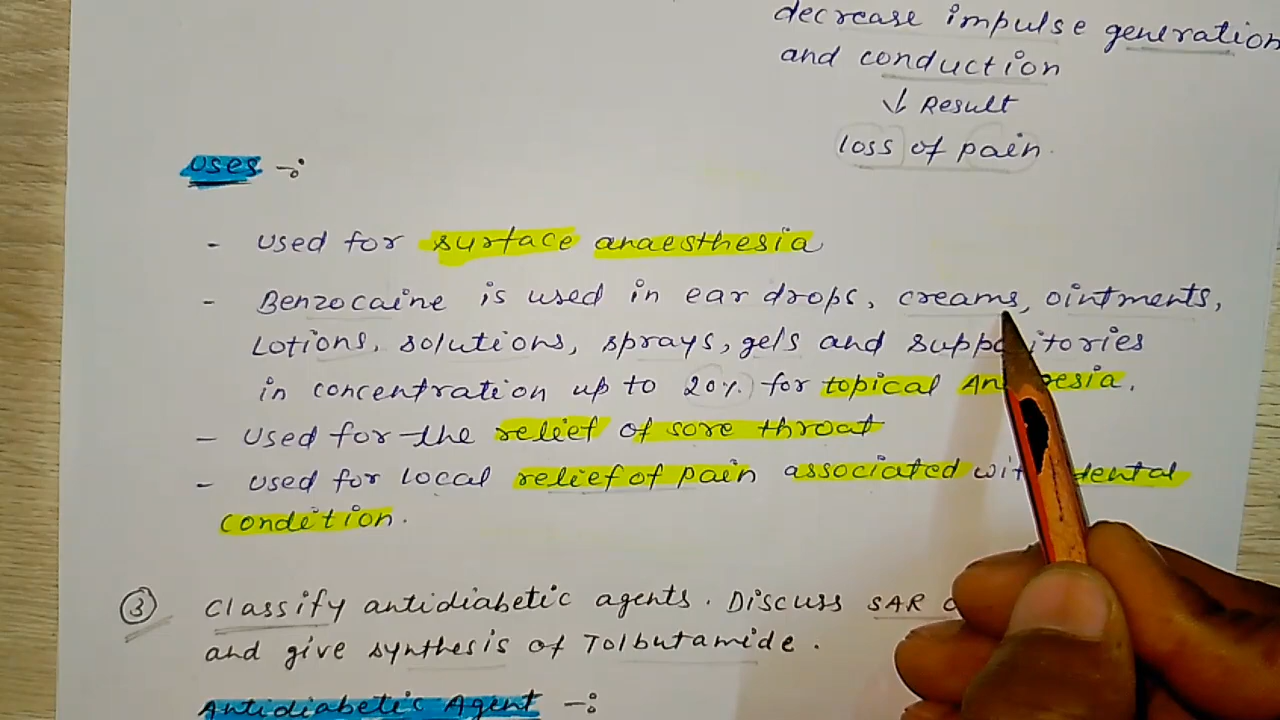 decrease impulse generation
and conduction
↓ Result
loss of pain.
Uses -:
- used for surface anaesthesia
- Benzocaine is used in ear drops, creams, ointments,
Lotions, solutions, sprays, gels and suppositories
in concentration up to 20% for topical
- used for the relief of sore throat
- used for local relief of pain associated with dental
condition.
③ Classify antidiabetic agents. Discuss SAR
and give synthesis of Tolbutamide.
Antidiabetic Agent -: